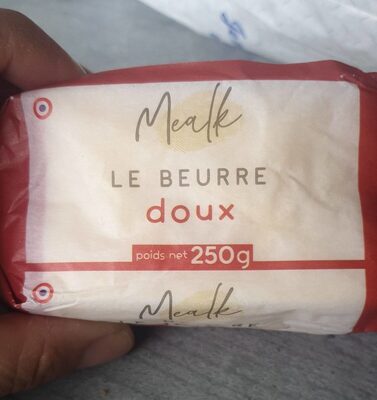 Mealk
LE BEURRE
doux
poids net 250g
Mealk